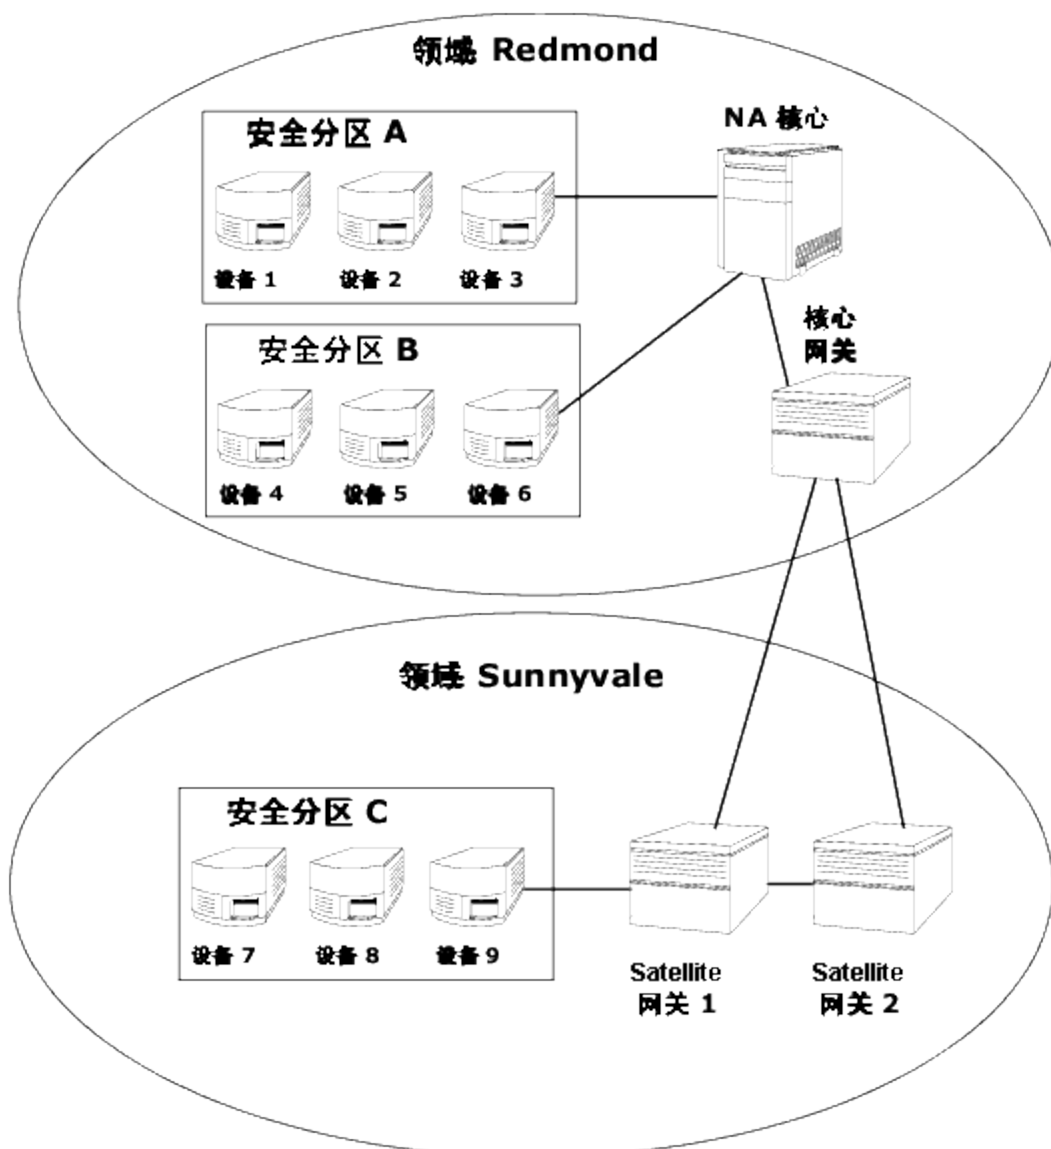 领域 Redmond
安全分区 A
NA 核心
设备 1
设备 2
设备 3
核心
网关
安全分区 B
设备 4
设备 5
设备 6
领域 Sunnyvale
安全分区 C
设备 7
设备 8
设备 9
Satellite
网关 1
Satellite
网关 2